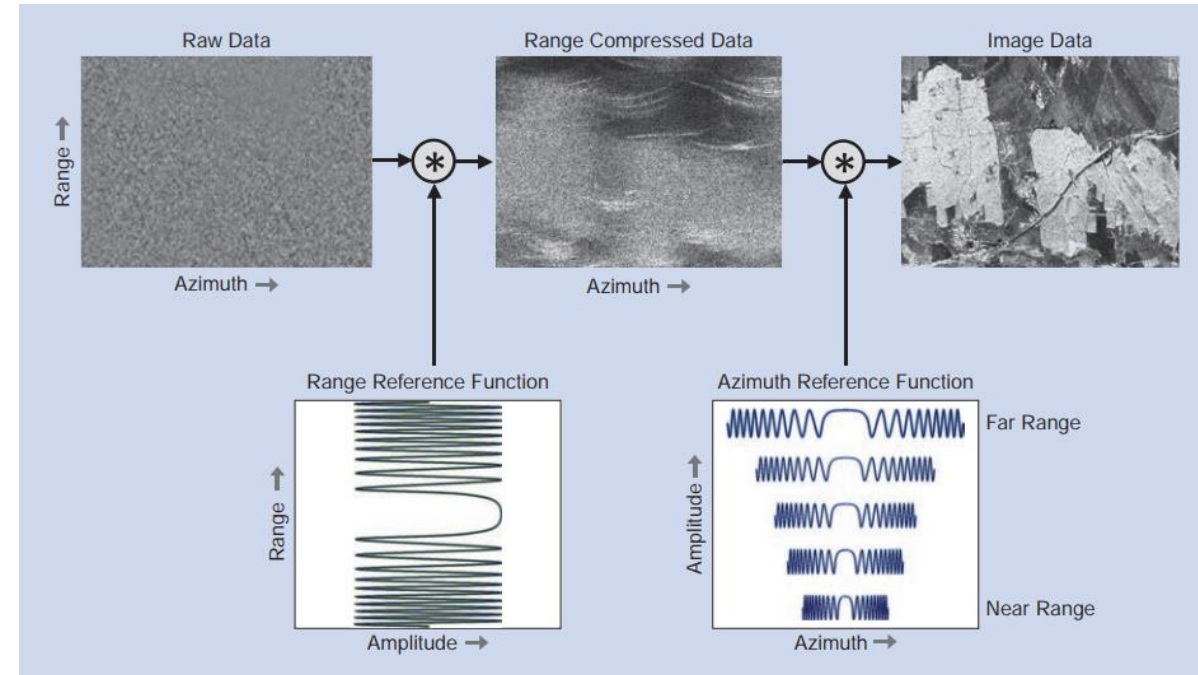 Raw Data
Range Compressed Data
Image Data
Range →
*
*
Azimuth →
Azimuth →
Range Reference Function
Azimuth Reference Function
Far Range
Range →
Amplitude →
Near Range
Amplitude →
Azimuth →